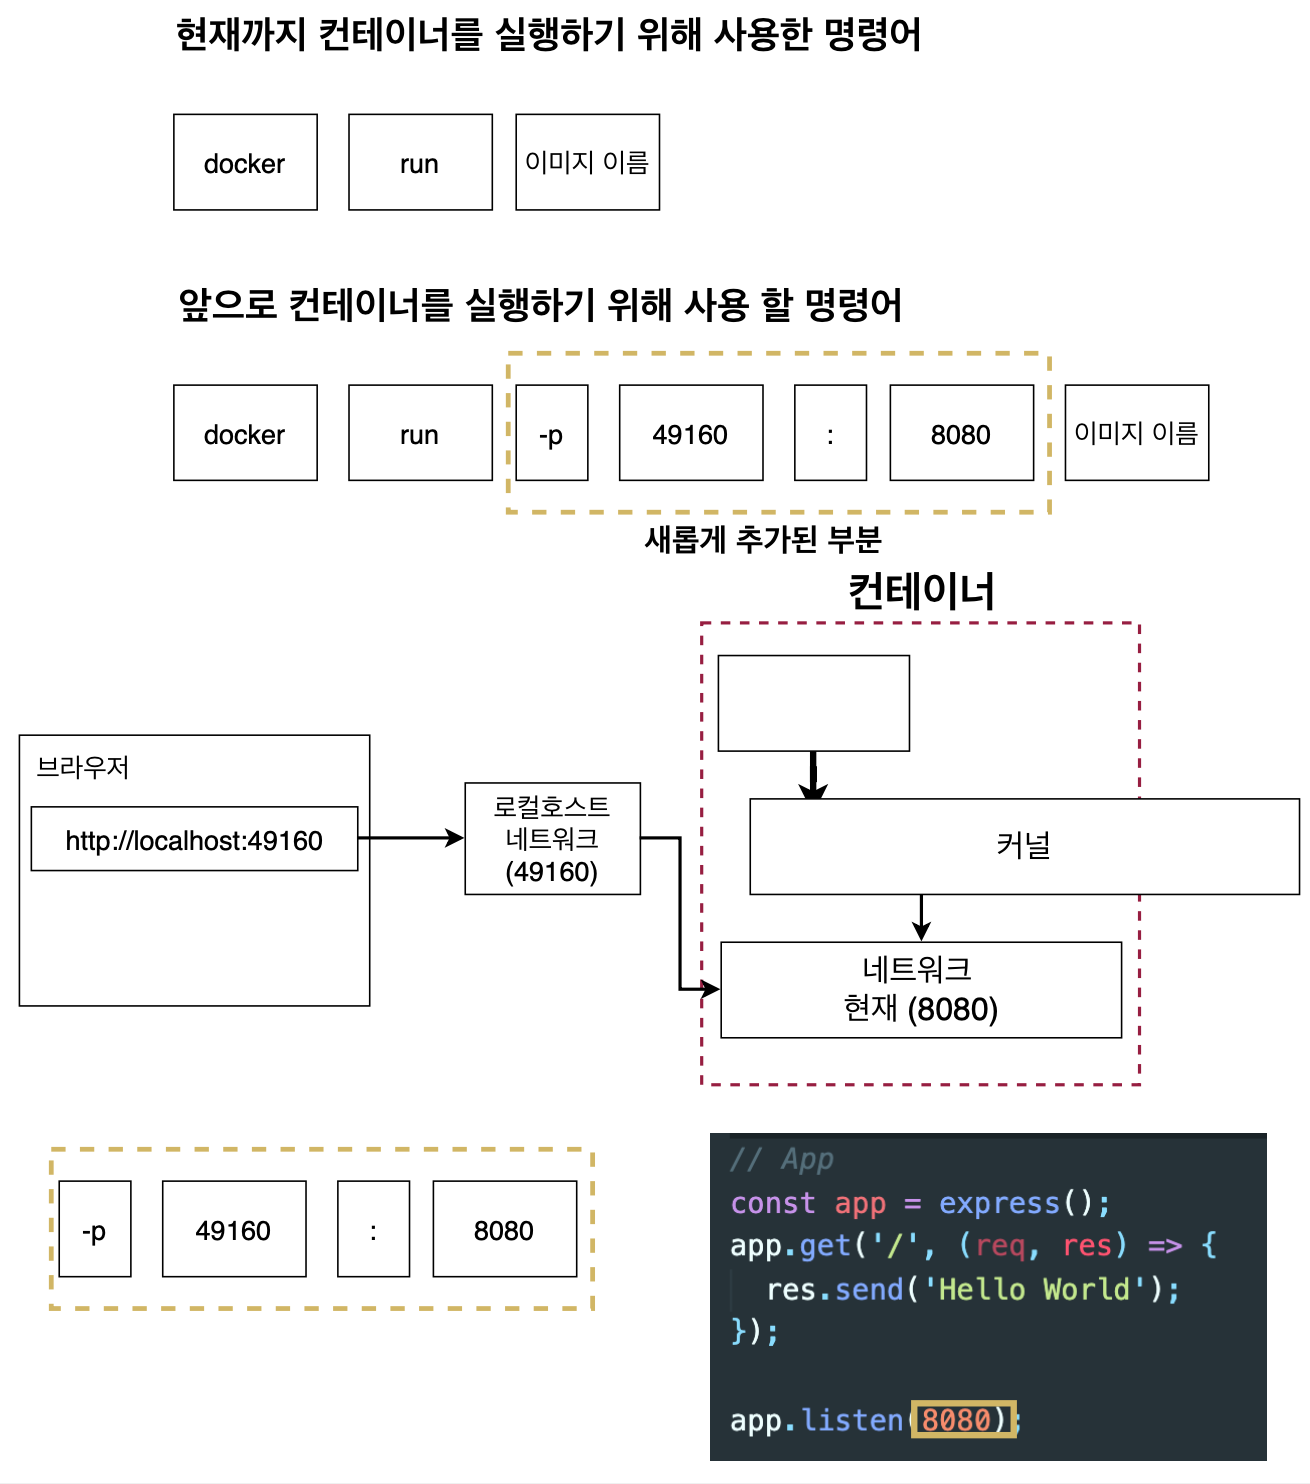 현재까지 컨테이너를 실행하기 위해 사용한 명령어
docker run 이미지 이름
앞으로 컨테이너를 실행하기 위해 사용 할 명령어
docker run -p 49160 : 8080 이미지 이름
새롭게 추가된 부분
컨테이너
브라우저
http://localhost:49160
로컬호스트
네트워크
(49160)
커널
네트워크
현재 (8080)
-p 49160 : 8080
// App
const app = express();
app.get('/', (req, res) => {
  res.send('Hello World');
});
app.listen(8080);